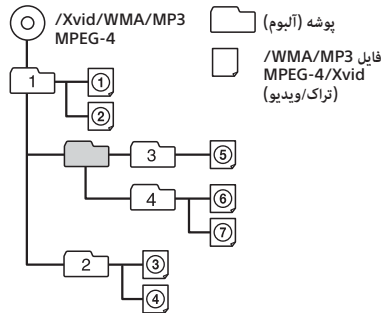 /Xvid/WMA/MP3
MPEG-4
پوشه (آلبوم)
فایل WMA/MP3/
MPEG-4/Xvid
(تراک/ویدیو)
1
①
②
3
⑤
4
⑥
⑦
2
③
④